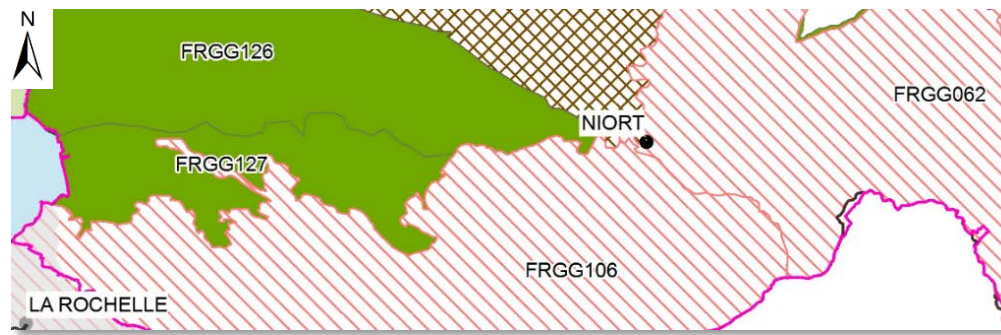 N
FRGG126
FRGG062
NIORT
FRGG127
FRGG106
LA ROCHELLE